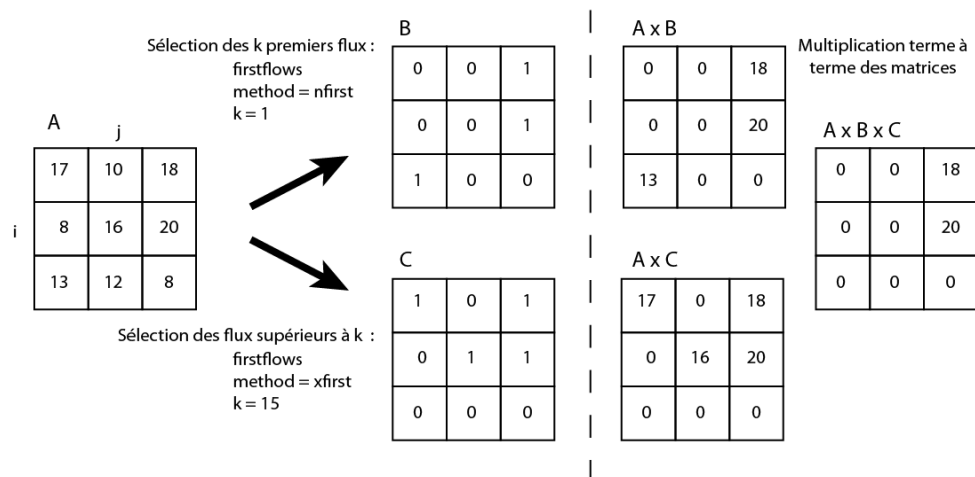 B
A x B
Sélection des k premiers flux :
firstflows
method = nfirst
k = 1
Multiplication terme à
terme des matrices
0 0 1
0 0 1
1 0 0
0 0 18
0 0 20
13 0 0
A
j
i
17 10 18
8 16 20
13 12 8
A x B x C
0 0 18
0 0 20
0 0 0
C
A x C
Sélection des flux supérieurs à k :
firstflows
method = xfirst
k = 15
1 0 1
0 1 1
0 0 0
17 0 18
0 16 20
0 0 0